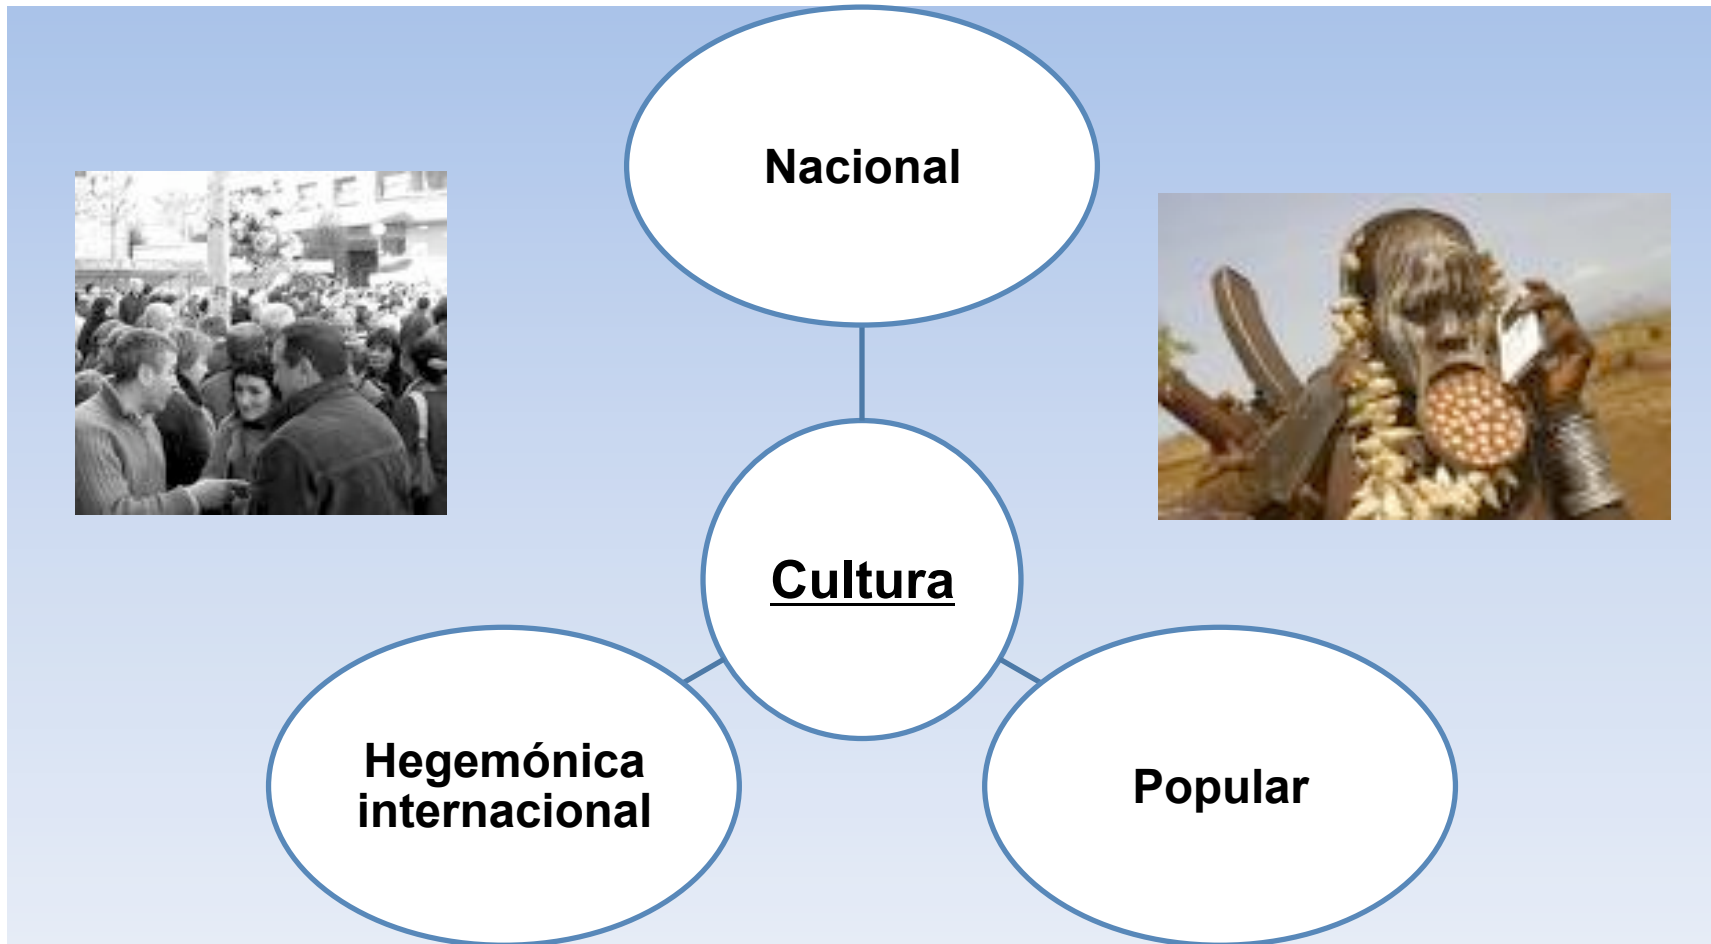 Nacional
Cultura
Hegemónica
internacional
Popular